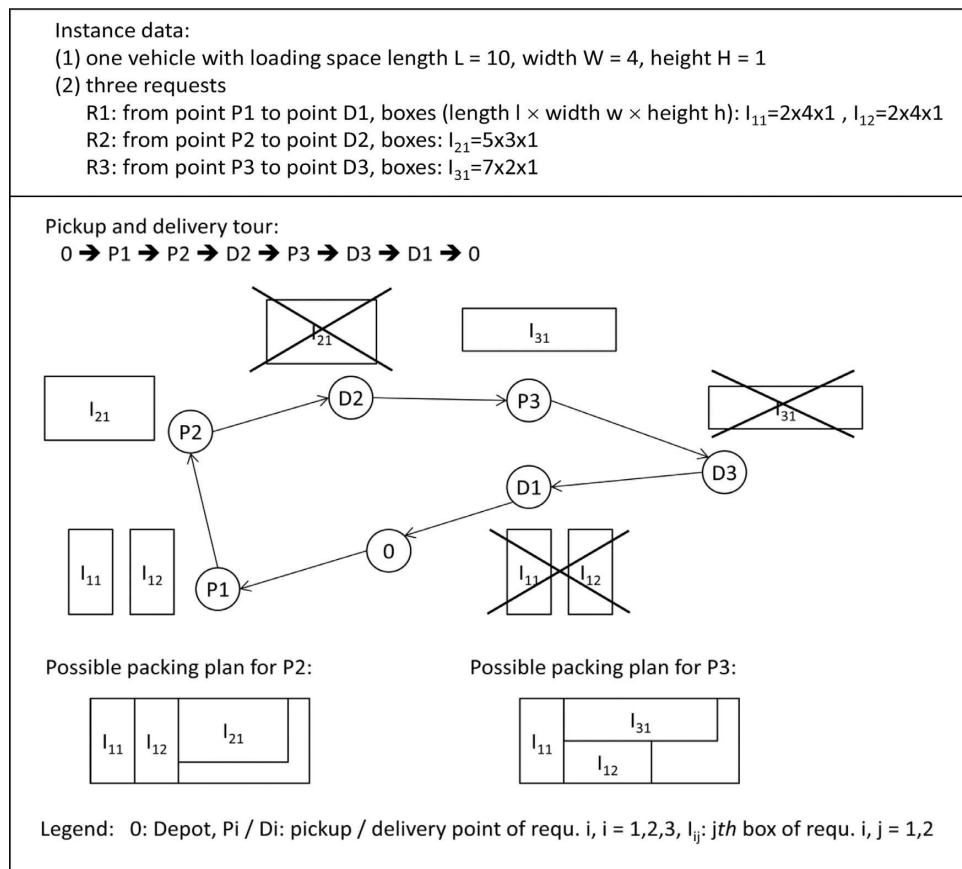 Instance data:
(1) one vehicle with loading space length L = 10, width W = 4, height H = 1
(2) three requests
R1: from point P1 to point D1, boxes (length l × width w × height h): I₁₁=2x4x1 , I₁₂=2x4x1
R2: from point P2 to point D2, boxes: I₂₁=5x3x1
R3: from point P3 to point D3, boxes: I₃₁=7x2x1
Pickup and delivery tour:
0 ➔ P1 ➔ P2 ➔ D2 ➔ P3 ➔ D3 ➔ D1 ➔ 0
I₂₁
I₃₁
I₂₁
I₃₁
D2
P3
P2
D3
D1
0
I₁₁
I₁₂
P1
I₁₁
I₁₂
Possible packing plan for P2:
Possible packing plan for P3:
I₁₁
I₁₂
I₂₁
I₁₁
I₃₁
I₁₂
Legend: 0: Depot, Pi / Di: pickup / delivery point of requ. i, i = 1,2,3, Iᵢⱼ: jth box of requ. i, j = 1,2